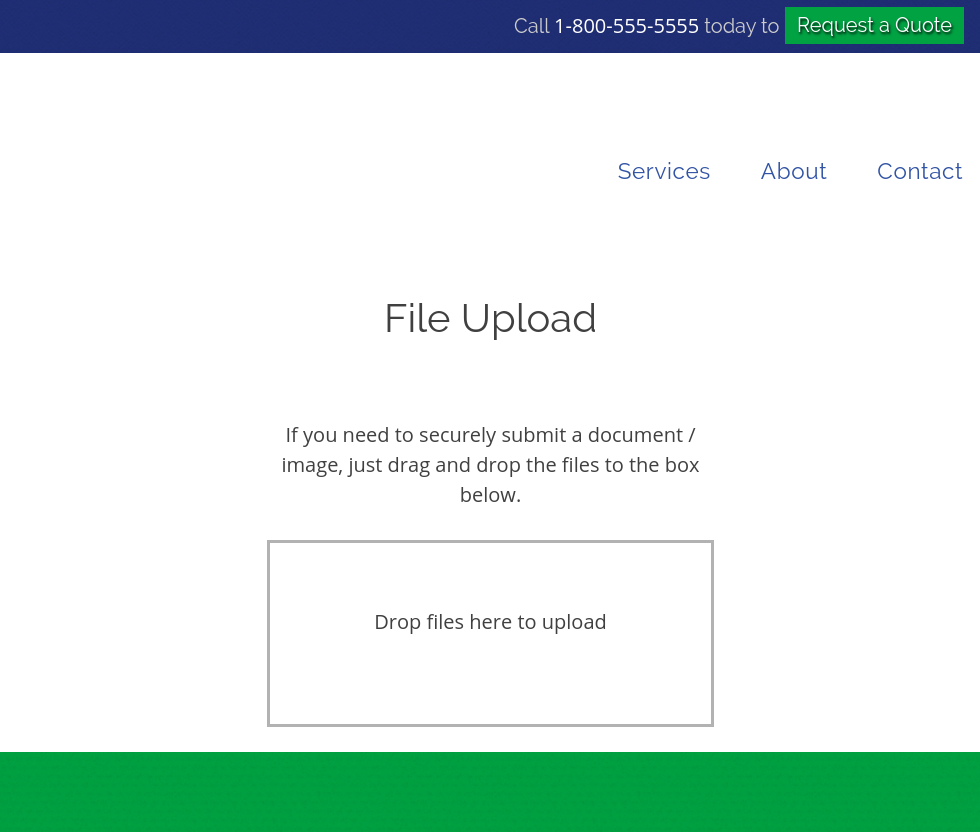 Call 1-800-555-5555 today to Request a Quote
Services About Contact
File Upload
If you need to securely submit a document /
image, just drag and drop the files to the box
below.
Drop files here to upload